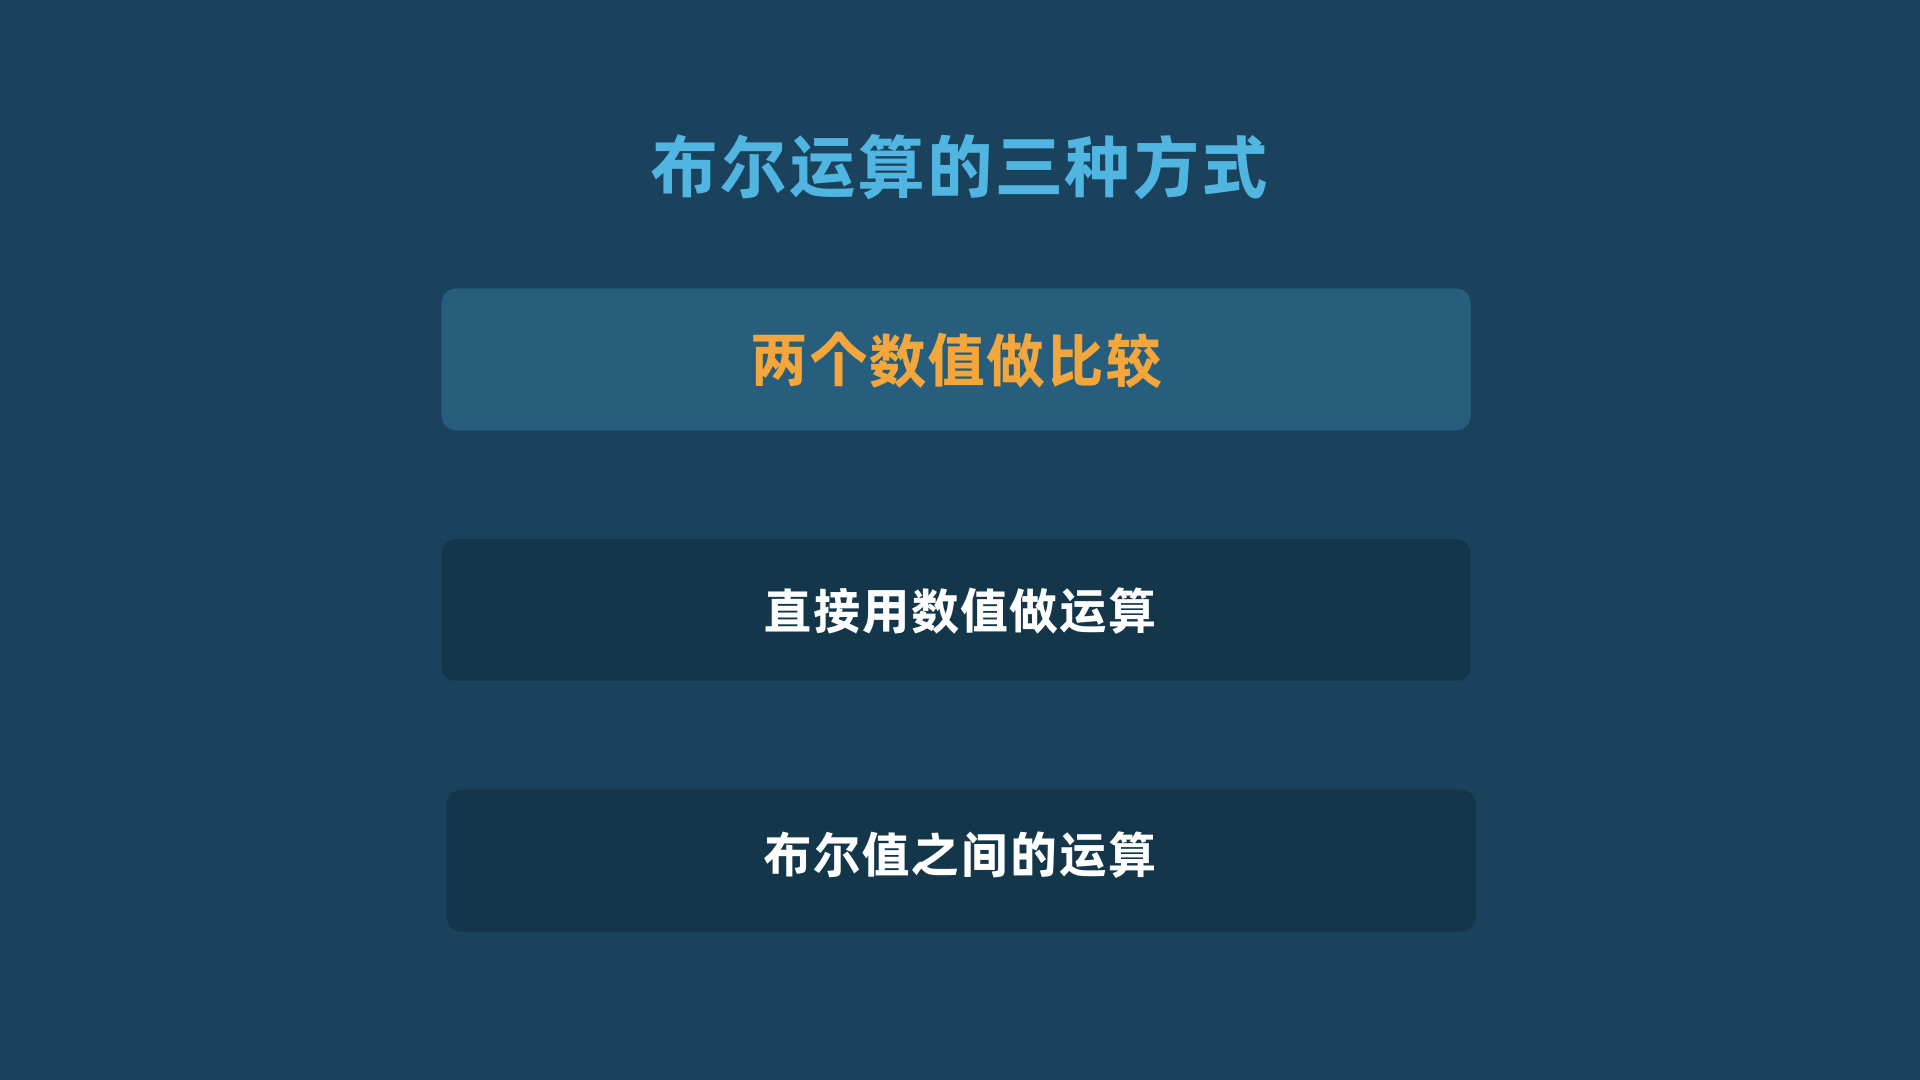 布尔运算的三种方式
两个数值做比较
直接用数值做运算
布尔值之间的运算